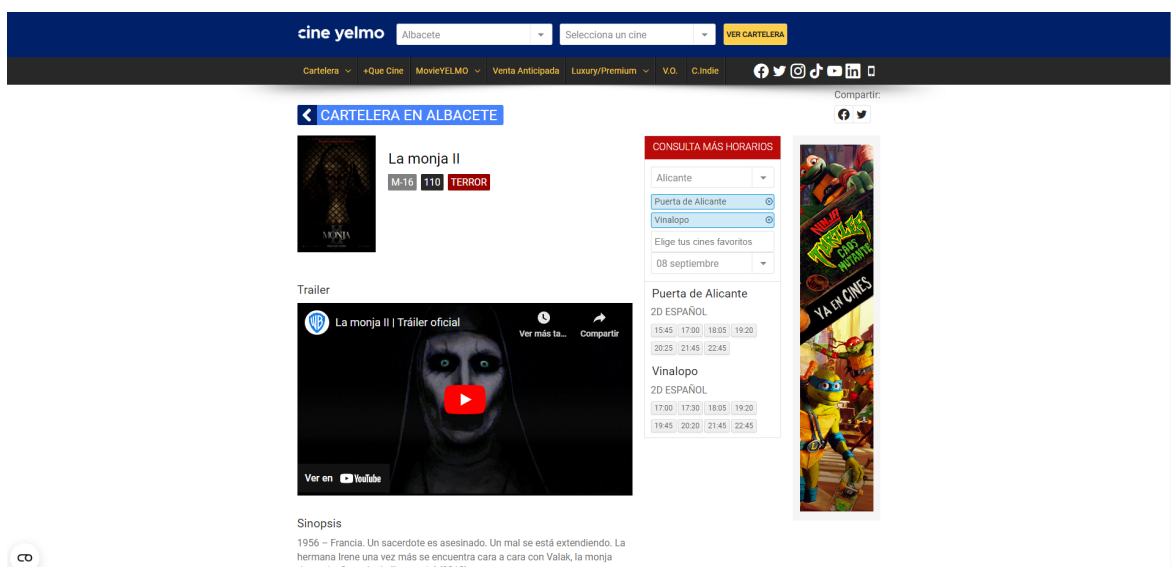 cine yelmo
Albacete
Selecciona un cine
VER CARTELERA
Cartelera
+Que Cine
MovieYELMO
Venta Anticipada
Luxury/Premium
V.O.
C.Indie
Compartir:
CARTELERA EN ALBACETE
La monja II
M-16 110 TERROR
MONJA
II
Trailer
WB
La monja II | Tráiler oficial
Ver más ta...
Compartir
Ver en YouTube
Sinopsis
1956 – Francia. Un sacerdote es asesinado. Un mal se está extendiendo. La
hermana Irene una vez más se encuentra cara a cara con Valak, la monja
CONSULTA MÁS HORARIOS
Alicante
Puerta de Alicante
Vinalopo
Elige tus cines favoritos
08 septiembre
Puerta de Alicante
2D ESPAÑOL
15:45 17:00 18:05 19:20
20:25 21:45 22:45
Vinalopo
2D ESPAÑOL
17:00 17:30 18:05 19:20
19:45 20:20 21:45 22:45
NINJA
TURTLES
CAOS
MUTANTE
YA EN CINES